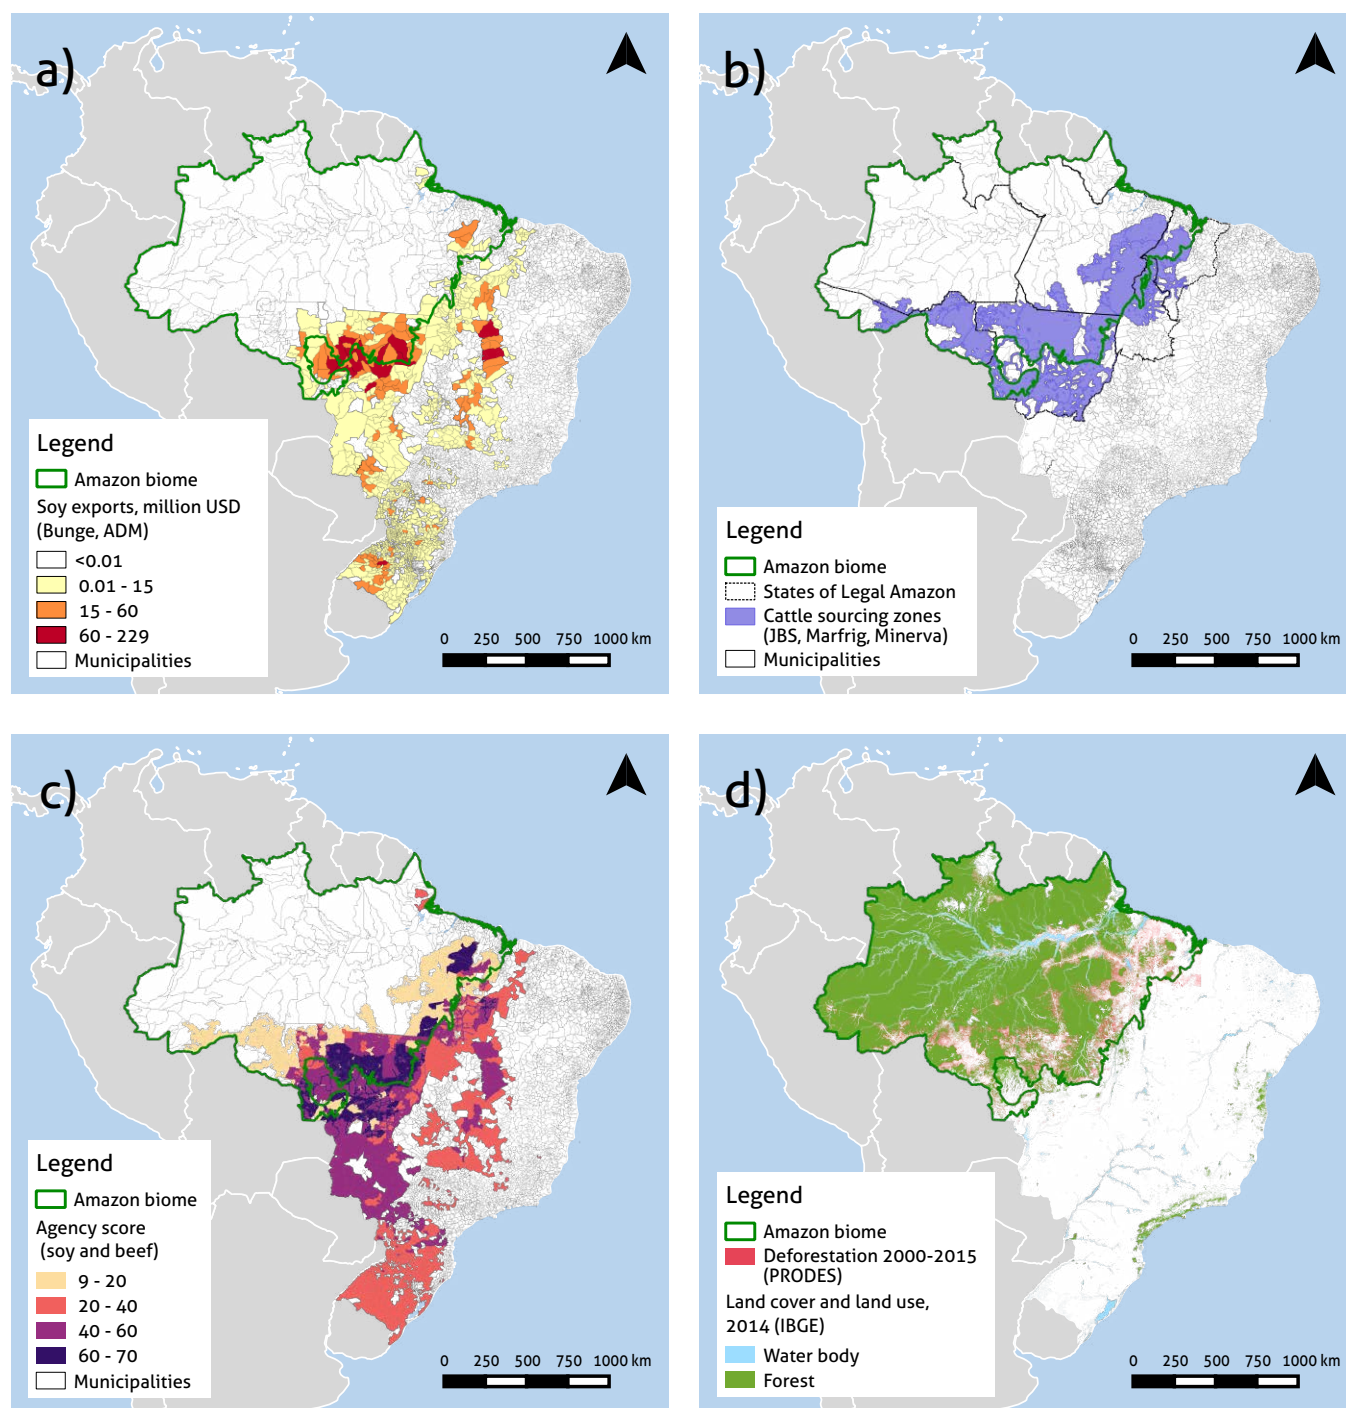 a)
Legend
Amazon biome
Soy exports, million USD
(Bunge, ADM)
<0.01
0.01 - 15
15 - 60
60 - 229
Municipalities
0 250 500 750 1000 km
b)
Legend
Amazon biome
States of Legal Amazon
Cattle sourcing zones
(JBS, Marfrig, Minerva)
Municipalities
0 250 500 750 1000 km
c)
Legend
Amazon biome
Agency score
(soy and beef)
9 - 20
20 - 40
40 - 60
60 - 70
Municipalities
0 250 500 750 1000 km
d)
Legend
Amazon biome
Deforestation 2000-2015
(PRODES)
Land cover and land use,
2014 (IBGE)
Water body
Forest
0 250 500 750 1000 km